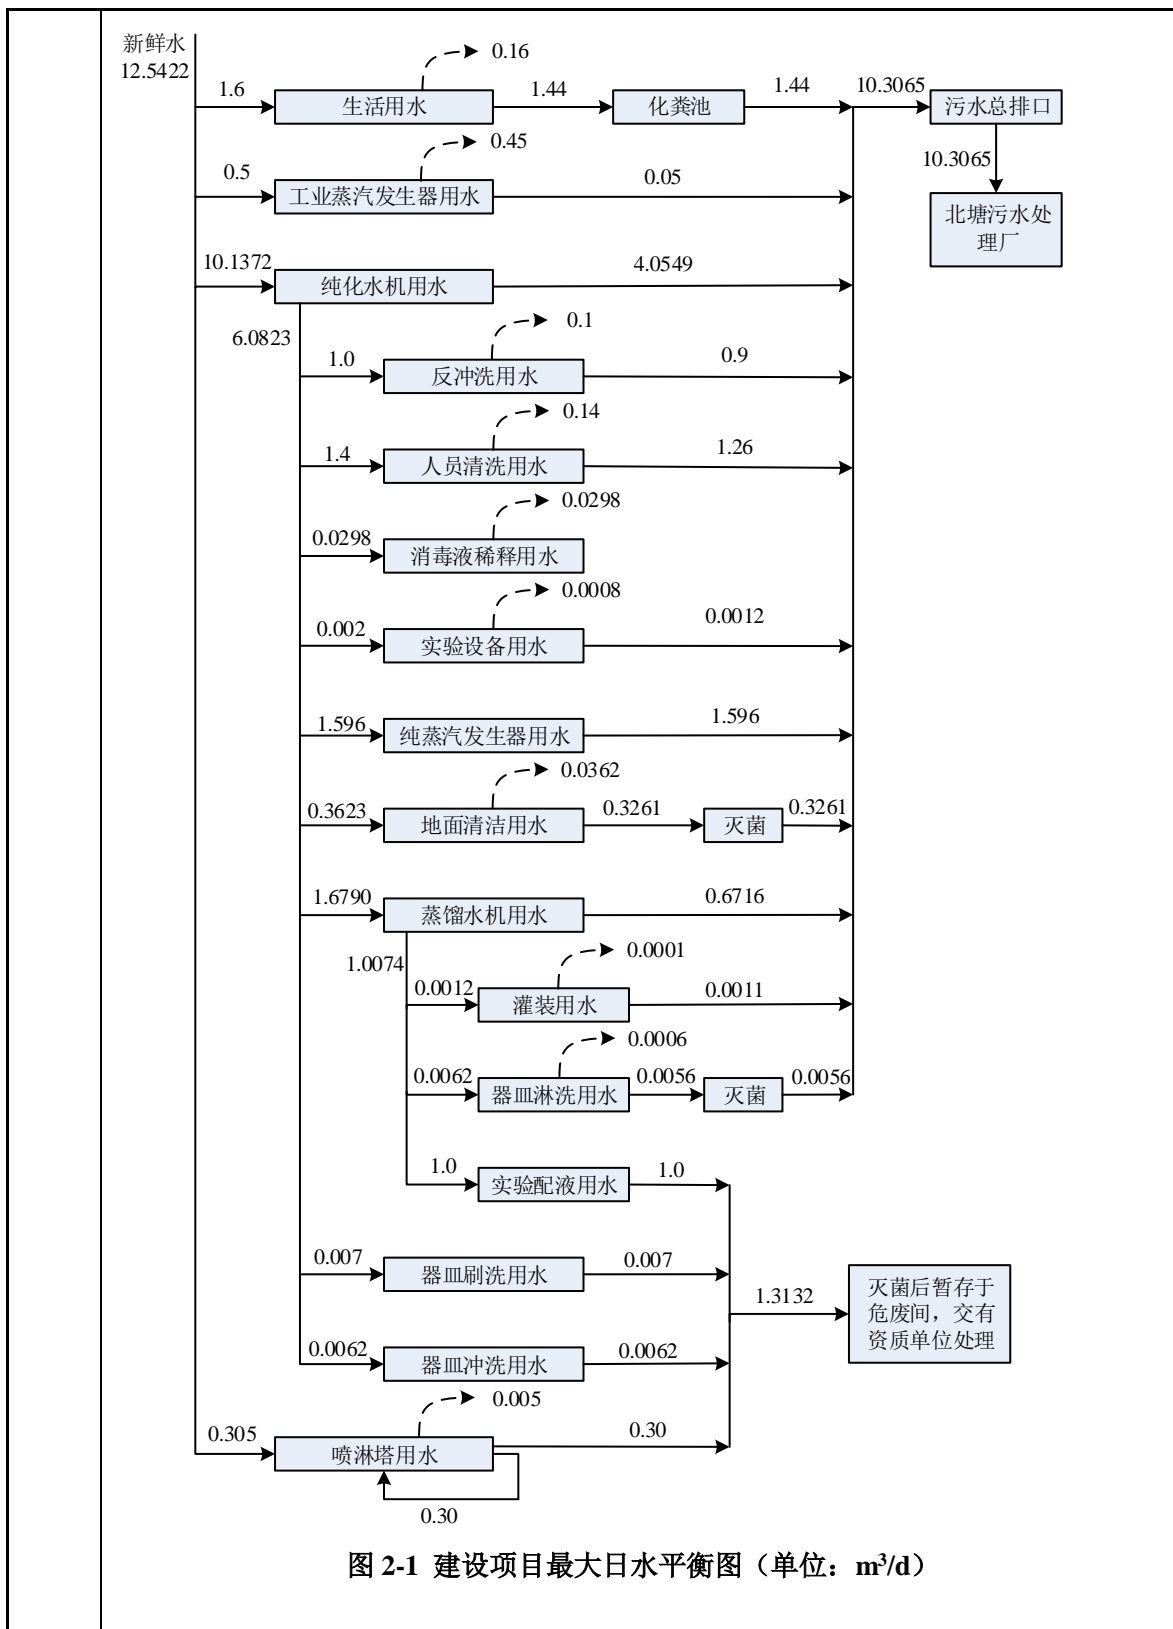 新鲜水
12.5422
0.16
1.6
生活用水
1.44
化粪池
1.44
10.3065
污水总排口
0.45
10.3065
0.5
工业蒸汽发生器用水
0.05
北塘污水处
理厂
10.1372
纯化水机用水
4.0549
6.0823
0.1
1.0
反冲洗用水
0.9
0.14
1.4
人员清洗用水
1.26
0.0298
0.0298
消毒液稀释用水
0.0008
0.002
实验设备用水
0.0012
1.596
纯蒸汽发生器用水
1.596
0.0362
0.3623
地面清洁用水
0.3261
灭菌
0.3261
1.6790
蒸馏水机用水
0.6716
1.0074
0.0001
0.0012
灌装用水
0.0011
0.0006
0.0062
器皿淋洗用水
0.0056
灭菌
0.0056
1.0
实验配液用水
1.0
0.007
器皿刷洗用水
0.007
1.3132
灭菌后暂存于
危废间，交有
资质单位处理
0.0062
器皿冲洗用水
0.0062
0.005
0.305
喷淋塔用水
0.30
0.30
图 2-1 建设项目最大日水平衡图（单位：m³/d）